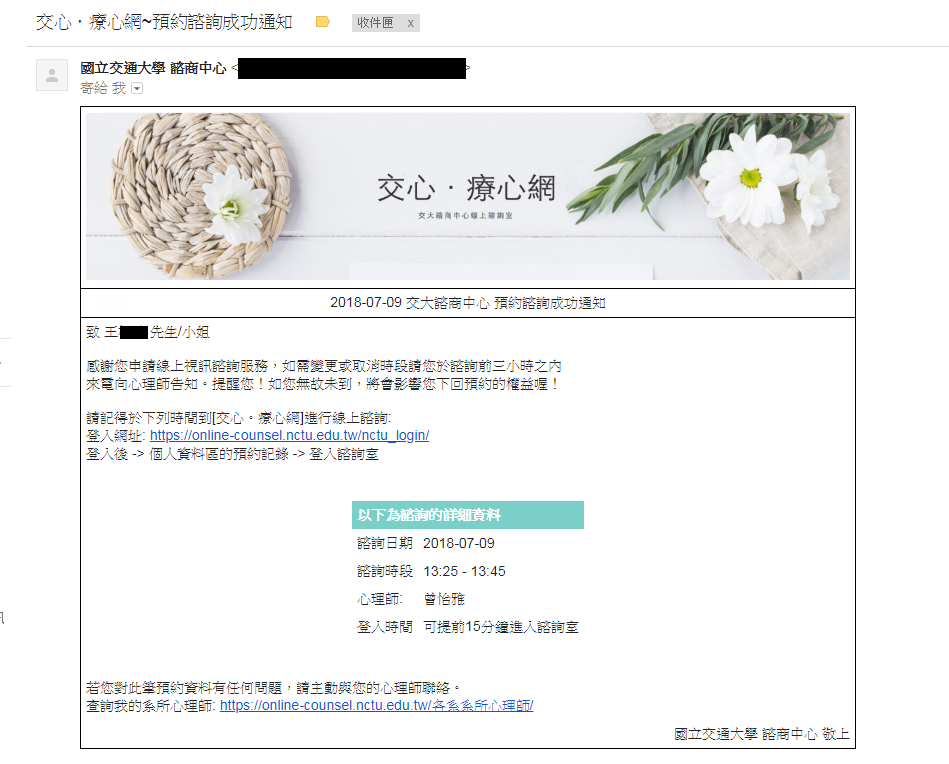 交心．療心網~預約諮詢成功通知
收件匣 x
國立交通大學 諮商中心 < >
寄給 我
交心．療心網
交大諮商中心線上諮詢室
2018-07-09 交大諮商中心 預約諮詢成功通知
致 王 先生/小姐
感謝您申請線上視訊諮詢服務，如需變更或取消時段請您於諮詢前三小時之內
來電向心理師告知。提醒您！如您無故未到，將會影響您下回預約的權益喔！
請記得於下列時間到[交心。療心網]進行線上諮詢:
登入網址: https://online-counsel.nctu.edu.tw/nctu_login/
登入後 -> 個人資料區的預約記錄 -> 登入諮詢室
以下為諮詢的詳細資料
諮詢日期 2018-07-09
諮詢時段 13:25 - 13:45
心理師: 曾怡雅
登入時間 可提前15分鐘進入諮詢室
若您對此筆預約資料有任何問題，請主動與您的心理師聯絡。
查詢我的系所心理師: https://online-counsel.nctu.edu.tw/各系系所心理師/
國立交通大學 諮商中心 敬上